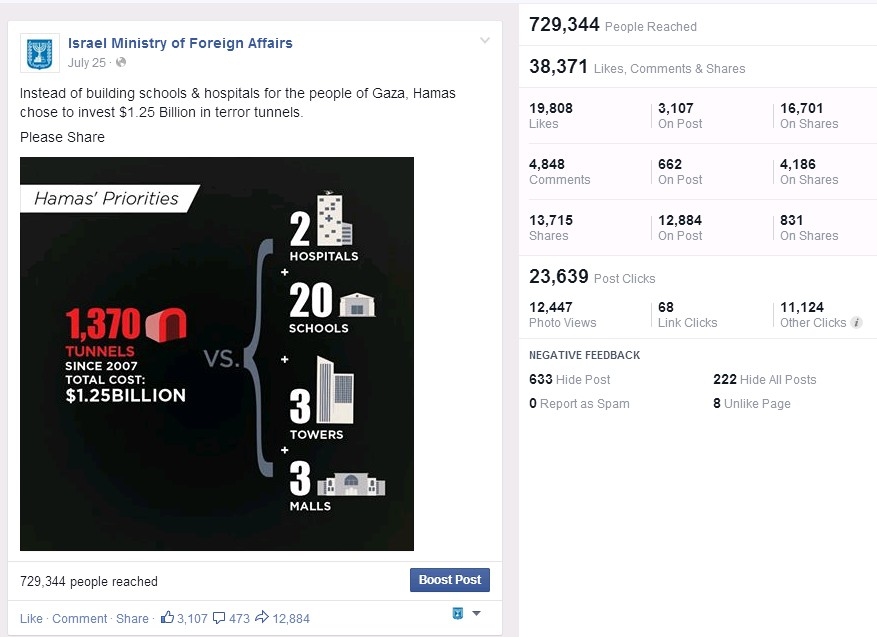 Israel Ministry of Foreign Affairs
July 25 ·
Instead of building schools & hospitals for the people of Gaza, Hamas
chose to invest $1.25 Billion in terror tunnels.
Please Share
Hamas' Priorities
1,370
TUNNELS
SINCE 2007
TOTAL COST:
$1.25BILLION
VS.
2
HOSPITALS
+
20
SCHOOLS
+
3
TOWERS
+
3
MALLS
729,344 people reached
Boost Post
Like · Comment · Share · 3,107 473 12,884
729,344 People Reached
38,371 Likes, Comments & Shares
19,808 3,107 16,701
Likes On Post On Shares
4,848 662 4,186
Comments On Post On Shares
13,715 12,884 831
Shares On Post On Shares
23,639 Post Clicks
12,447 68 11,124
Photo Views Link Clicks Other Clicks i
NEGATIVE FEEDBACK
633 Hide Post 222 Hide All Posts
0 Report as Spam 8 Unlike Page